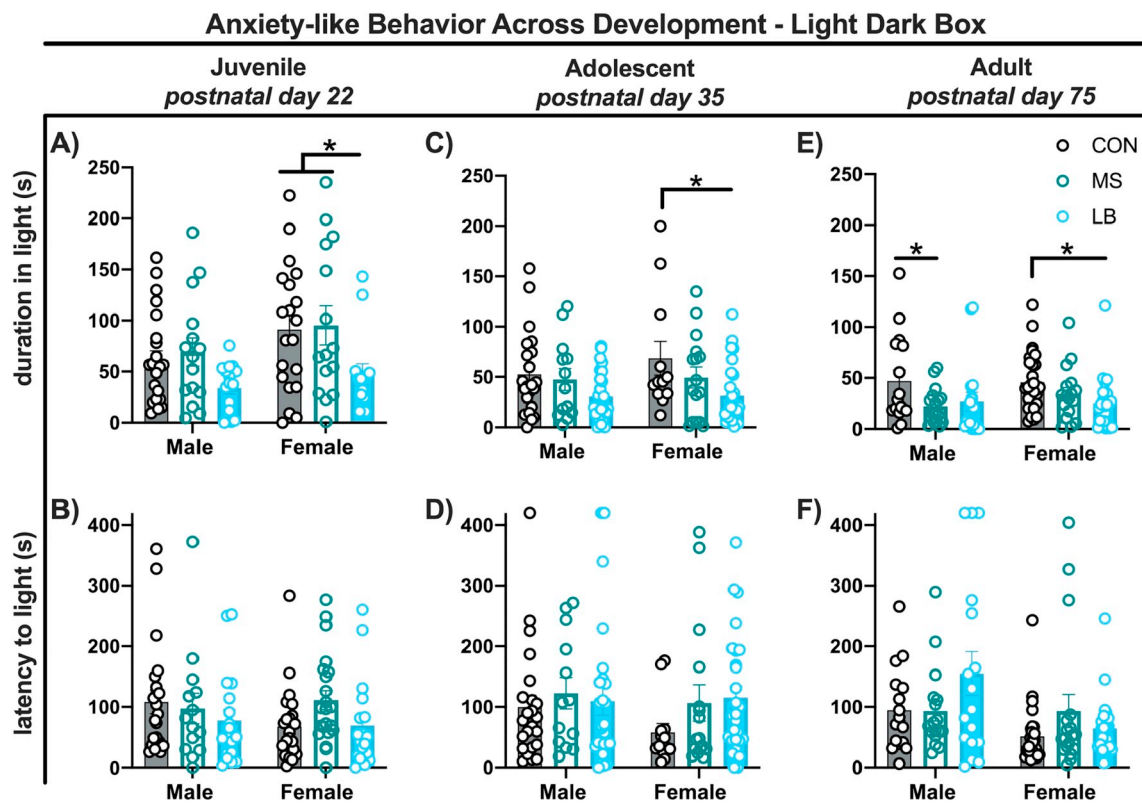 Anxiety-like Behavior Across Development - Light Dark Box
Juvenile
postnatal day 22
Adolescent
postnatal day 35
Adult
postnatal day 75
duration in light (s)
A)
*
250
200
150
100
50
0
Male
Female
C)
*
250
200
150
100
50
0
Male
Female
E)
CON
MS
LB
*
*
250
200
150
100
50
0
Male
Female
latency to light (s)
B)
400
300
200
100
0
Male
Female
D)
400
300
200
100
0
Male
Female
F)
400
300
200
100
0
Male
Female